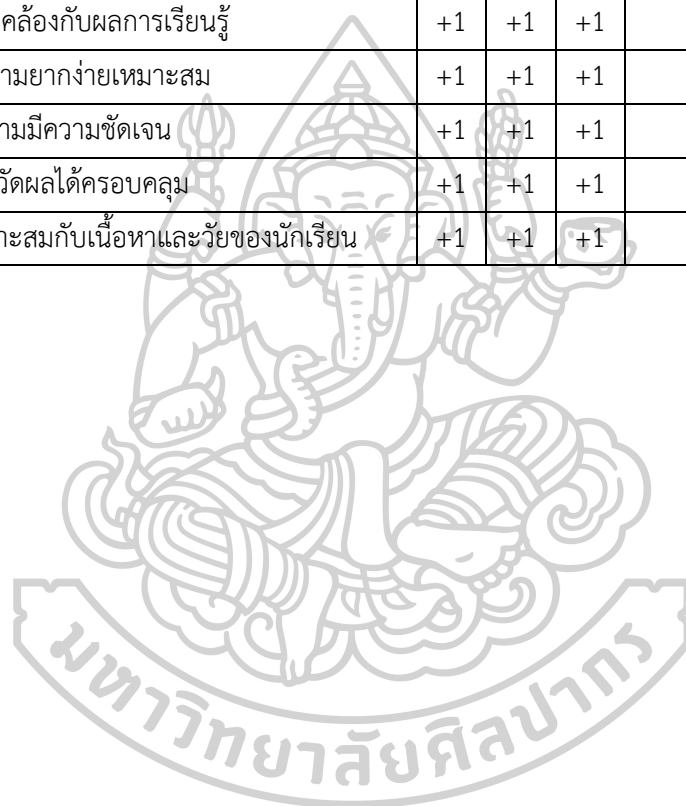 คล้องกับผลการเรียนรู้ +1 +1 +1
ามยากง่ายเหมาะสม +1 +1 +1
ามมีความชัดเจน +1 +1 +1
วัดผลได้ครอบคลุม +1 +1 +1
าะสมกับเนื้อหาและวัยของนักเรียน +1 +1 +1
มหาวิทยาลัยศิลปากร